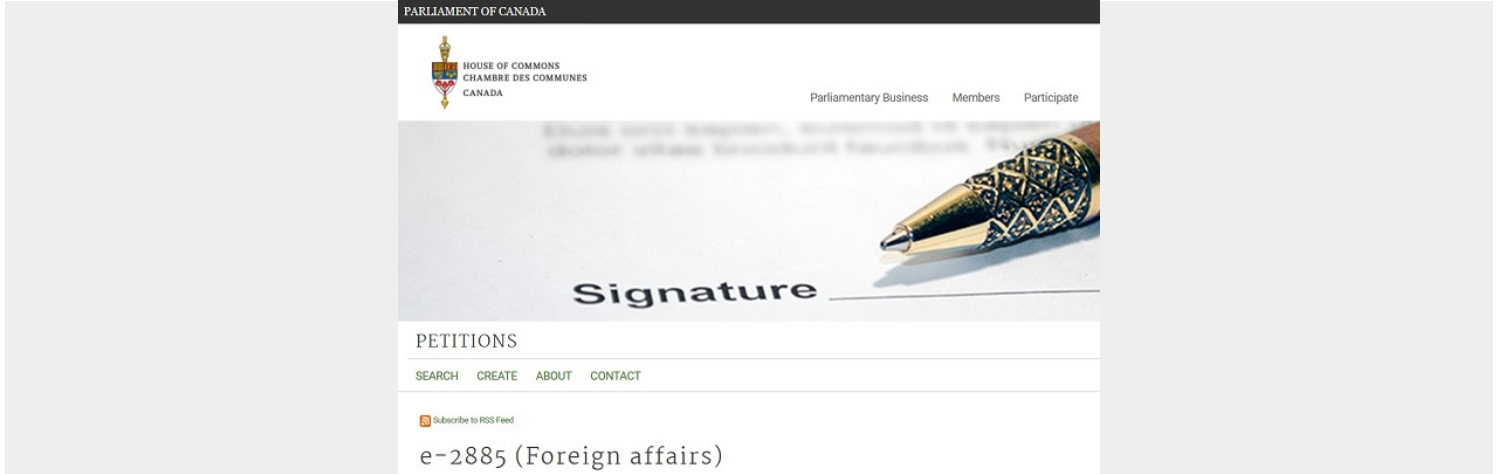 PARLIAMENT OF CANADA
HOUSE OF COMMONS
CHAMBRE DES COMMUNES
CANADA
Parliamentary Business Members Participate
Signature
PETITIONS
SEARCH CREATE ABOUT CONTACT
Subscribe to RSS Feed
e-2885 (Foreign affairs)